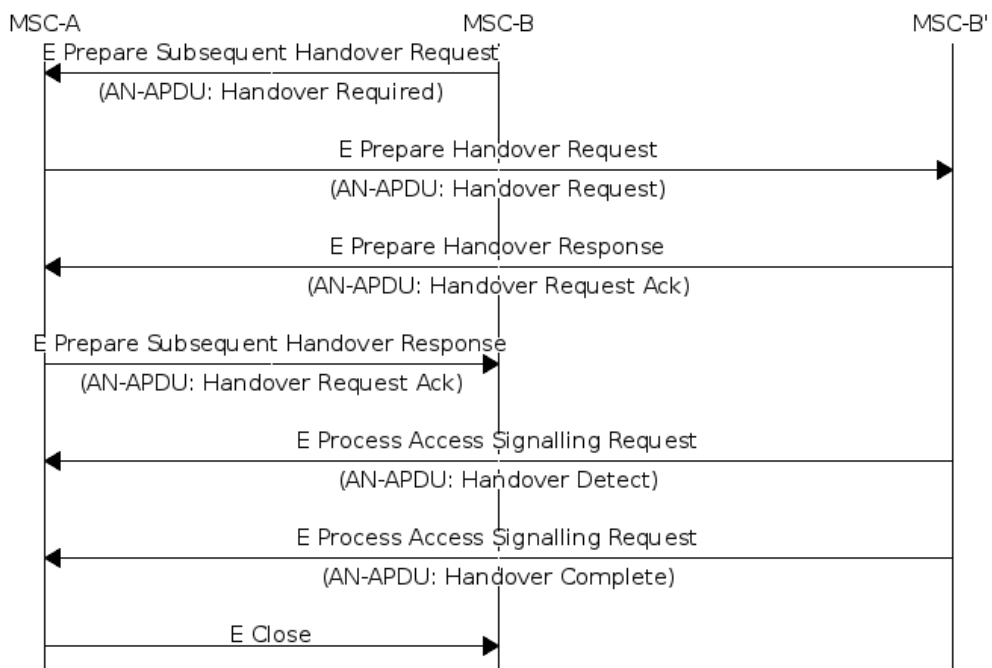 MSC-A MSC-B MSC-B'
E Prepare Subsequent Handover Request
(AN-APDU: Handover Required)
E Prepare Handover Request
(AN-APDU: Handover Request)
E Prepare Handover Response
(AN-APDU: Handover Request Ack)
E Prepare Subsequent Handover Response
(AN-APDU: Handover Request Ack)
E Process Access Signalling Request
(AN-APDU: Handover Detect)
E Process Access Signalling Request
(AN-APDU: Handover Complete)
E Close